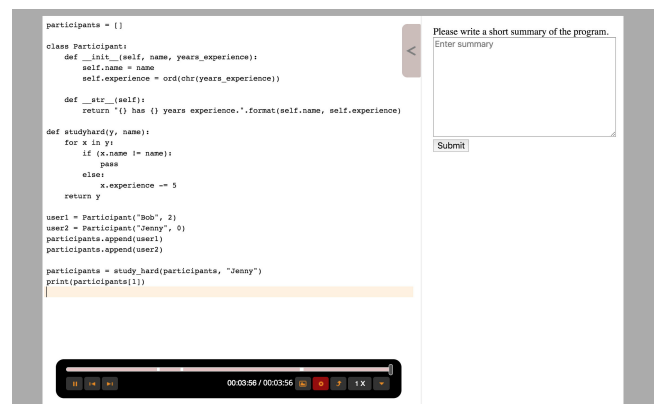 participants = []
class Participant:
    def __init__(self, name, years_experience):
        self.name = name
        self.experience = ord(chr(years_experience))
    def __str__(self):
        return "{} has {} years experience.".format(self.name, self.experience)
def studyhard(y, name):
    for x in y:
        if (x.name != name):
            pass
        else:
            x.experience -= 5
    return y
user1 = Participant("Bob", 2)
user2 = Participant("Jenny", 0)
participants.append(user1)
participants.append(user2)
participants = study_hard(participants, "Jenny")
print(participants[1])
00:03:56 / 00:03:56
1 X
<
Please write a short summary of the program.
Enter summary
Submit